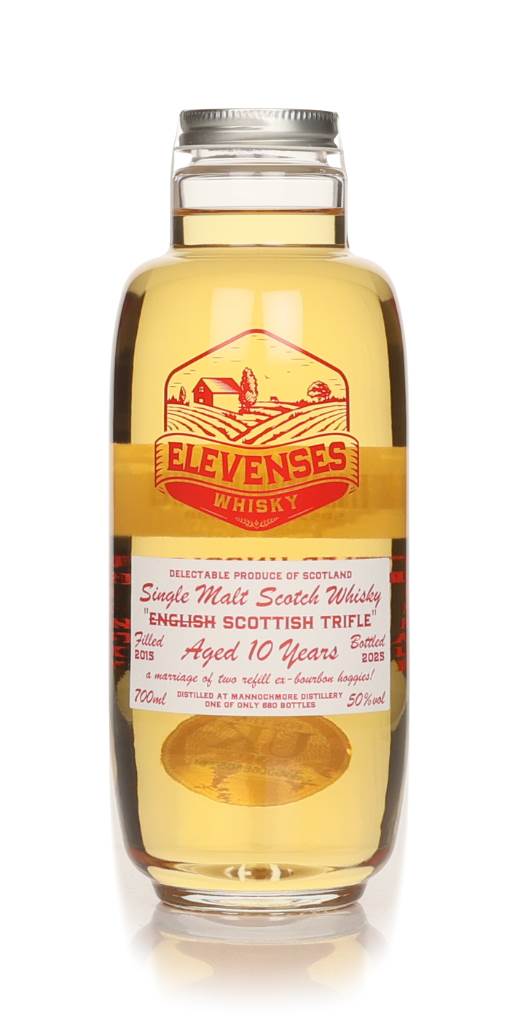 ELEVENSES
WHISKY
DELECTABLE PRODUCE OF SCOTLAND
Single Malt Scotch Whisky
"ENGLISH SCOTTISH TRIFLE"
Filled 2015 Aged 10 Years Bottled 2025
a marriage of two refill ex-bourbon hoggies!
700ml DISTILLED AT MANNOCHMORE DISTILLERY 50%vol
ONE OF ONLY 680 BOTTLES